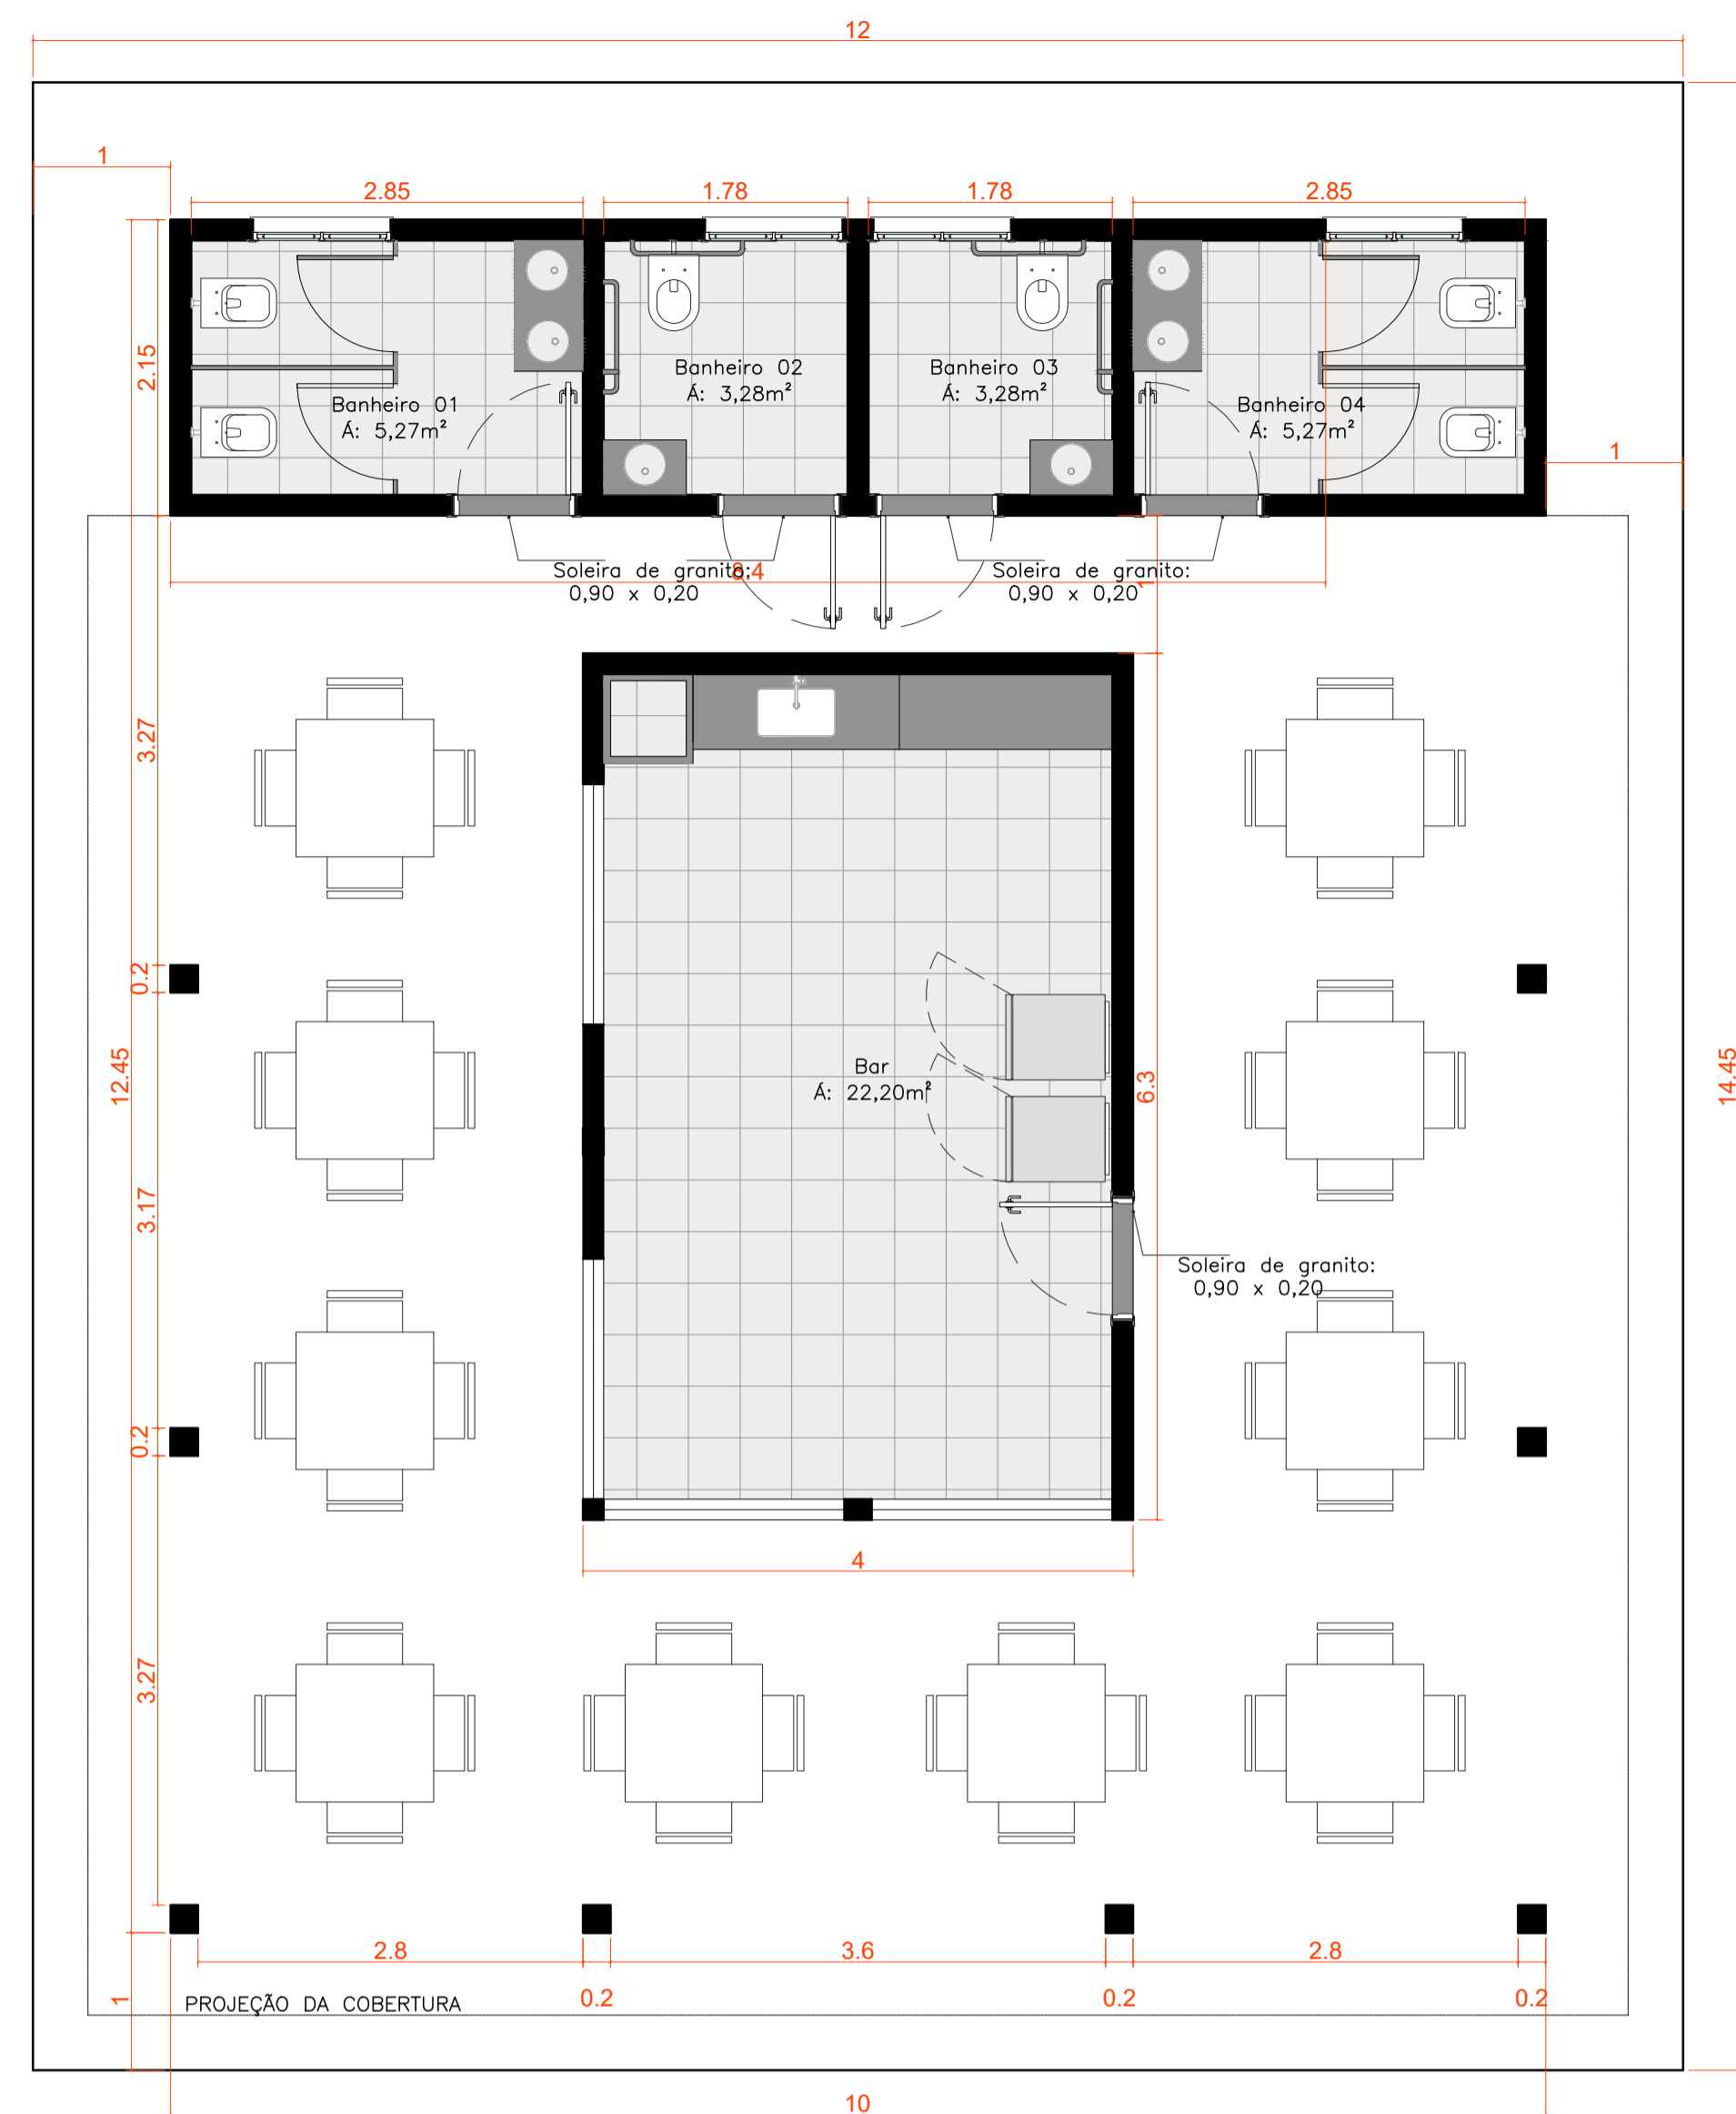 12
1
2.85
1.78
1.78
2.85
2.15
Banheiro 01
Á: 5,27m²
Banheiro 02
Á: 3,28m²
Banheiro 03
Á: 3,28m²
Banheiro 04
Á: 5,27m²
1
Soleira de granito:
0,90 x 0,20
8.4
Soleira de granito:
0,90 x 0,20
1
3.27
0.2
12.45
Bar
Á: 22,20m²
6.3
14.45
3.17
Soleira de granito:
0,90 x 0,20
0.2
4
3.27
2.8
3.6
2.8
1
PROJEÇÃO DA COBERTURA
0.2
0.2
0.2
10